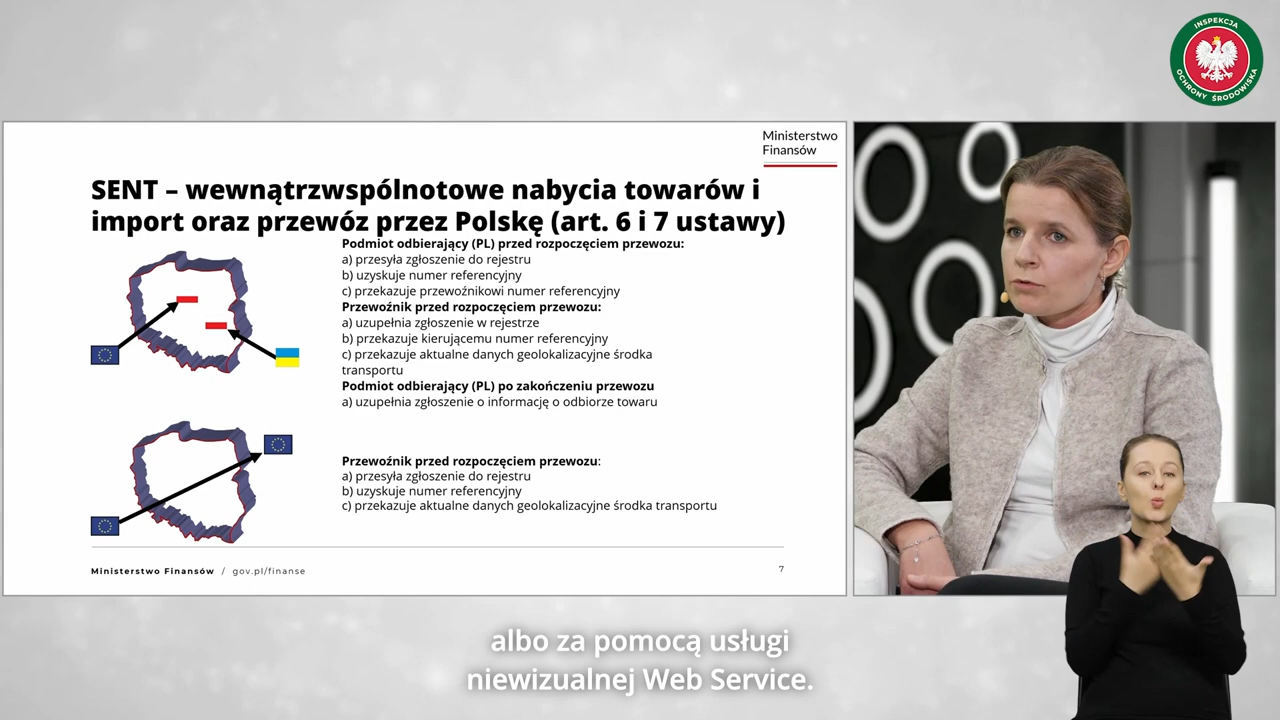 INSPEKCJA
OCHRONY ŚRODOWISKA
Ministerstwo
Finansów
SENT – wewnątrzwspólnotowe nabycia towarów i
import oraz przewóz przez Polskę (art. 6 i 7 ustawy)
Podmiot odbierający (PL) przed rozpoczęciem przewozu:
a) przesyła zgłoszenie do rejestru
b) uzyskuje numer referencyjny
c) przekazuje przewoźnikowi numer referencyjny
Przewoźnik przed rozpoczęciem przewozu:
a) uzupełnia zgłoszenie w rejestrze
b) przekazuje kierującemu numer referencyjny
c) przekazuje aktualne danych geolokalizacyjne środka
transportu
Podmiot odbierający (PL) po zakończeniu przewozu
a) uzupełnia zgłoszenie o informację o odbiorze towaru
Przewoźnik przed rozpoczęciem przewozu:
a) przesyła zgłoszenie do rejestru
b) uzyskuje numer referencyjny
c) przekazuje aktualne danych geolokalizacyjne środka transportu
Ministerstwo Finansów / gov.pl/finanse
7
albo za pomocą usługi
niewizualnej Web Service.